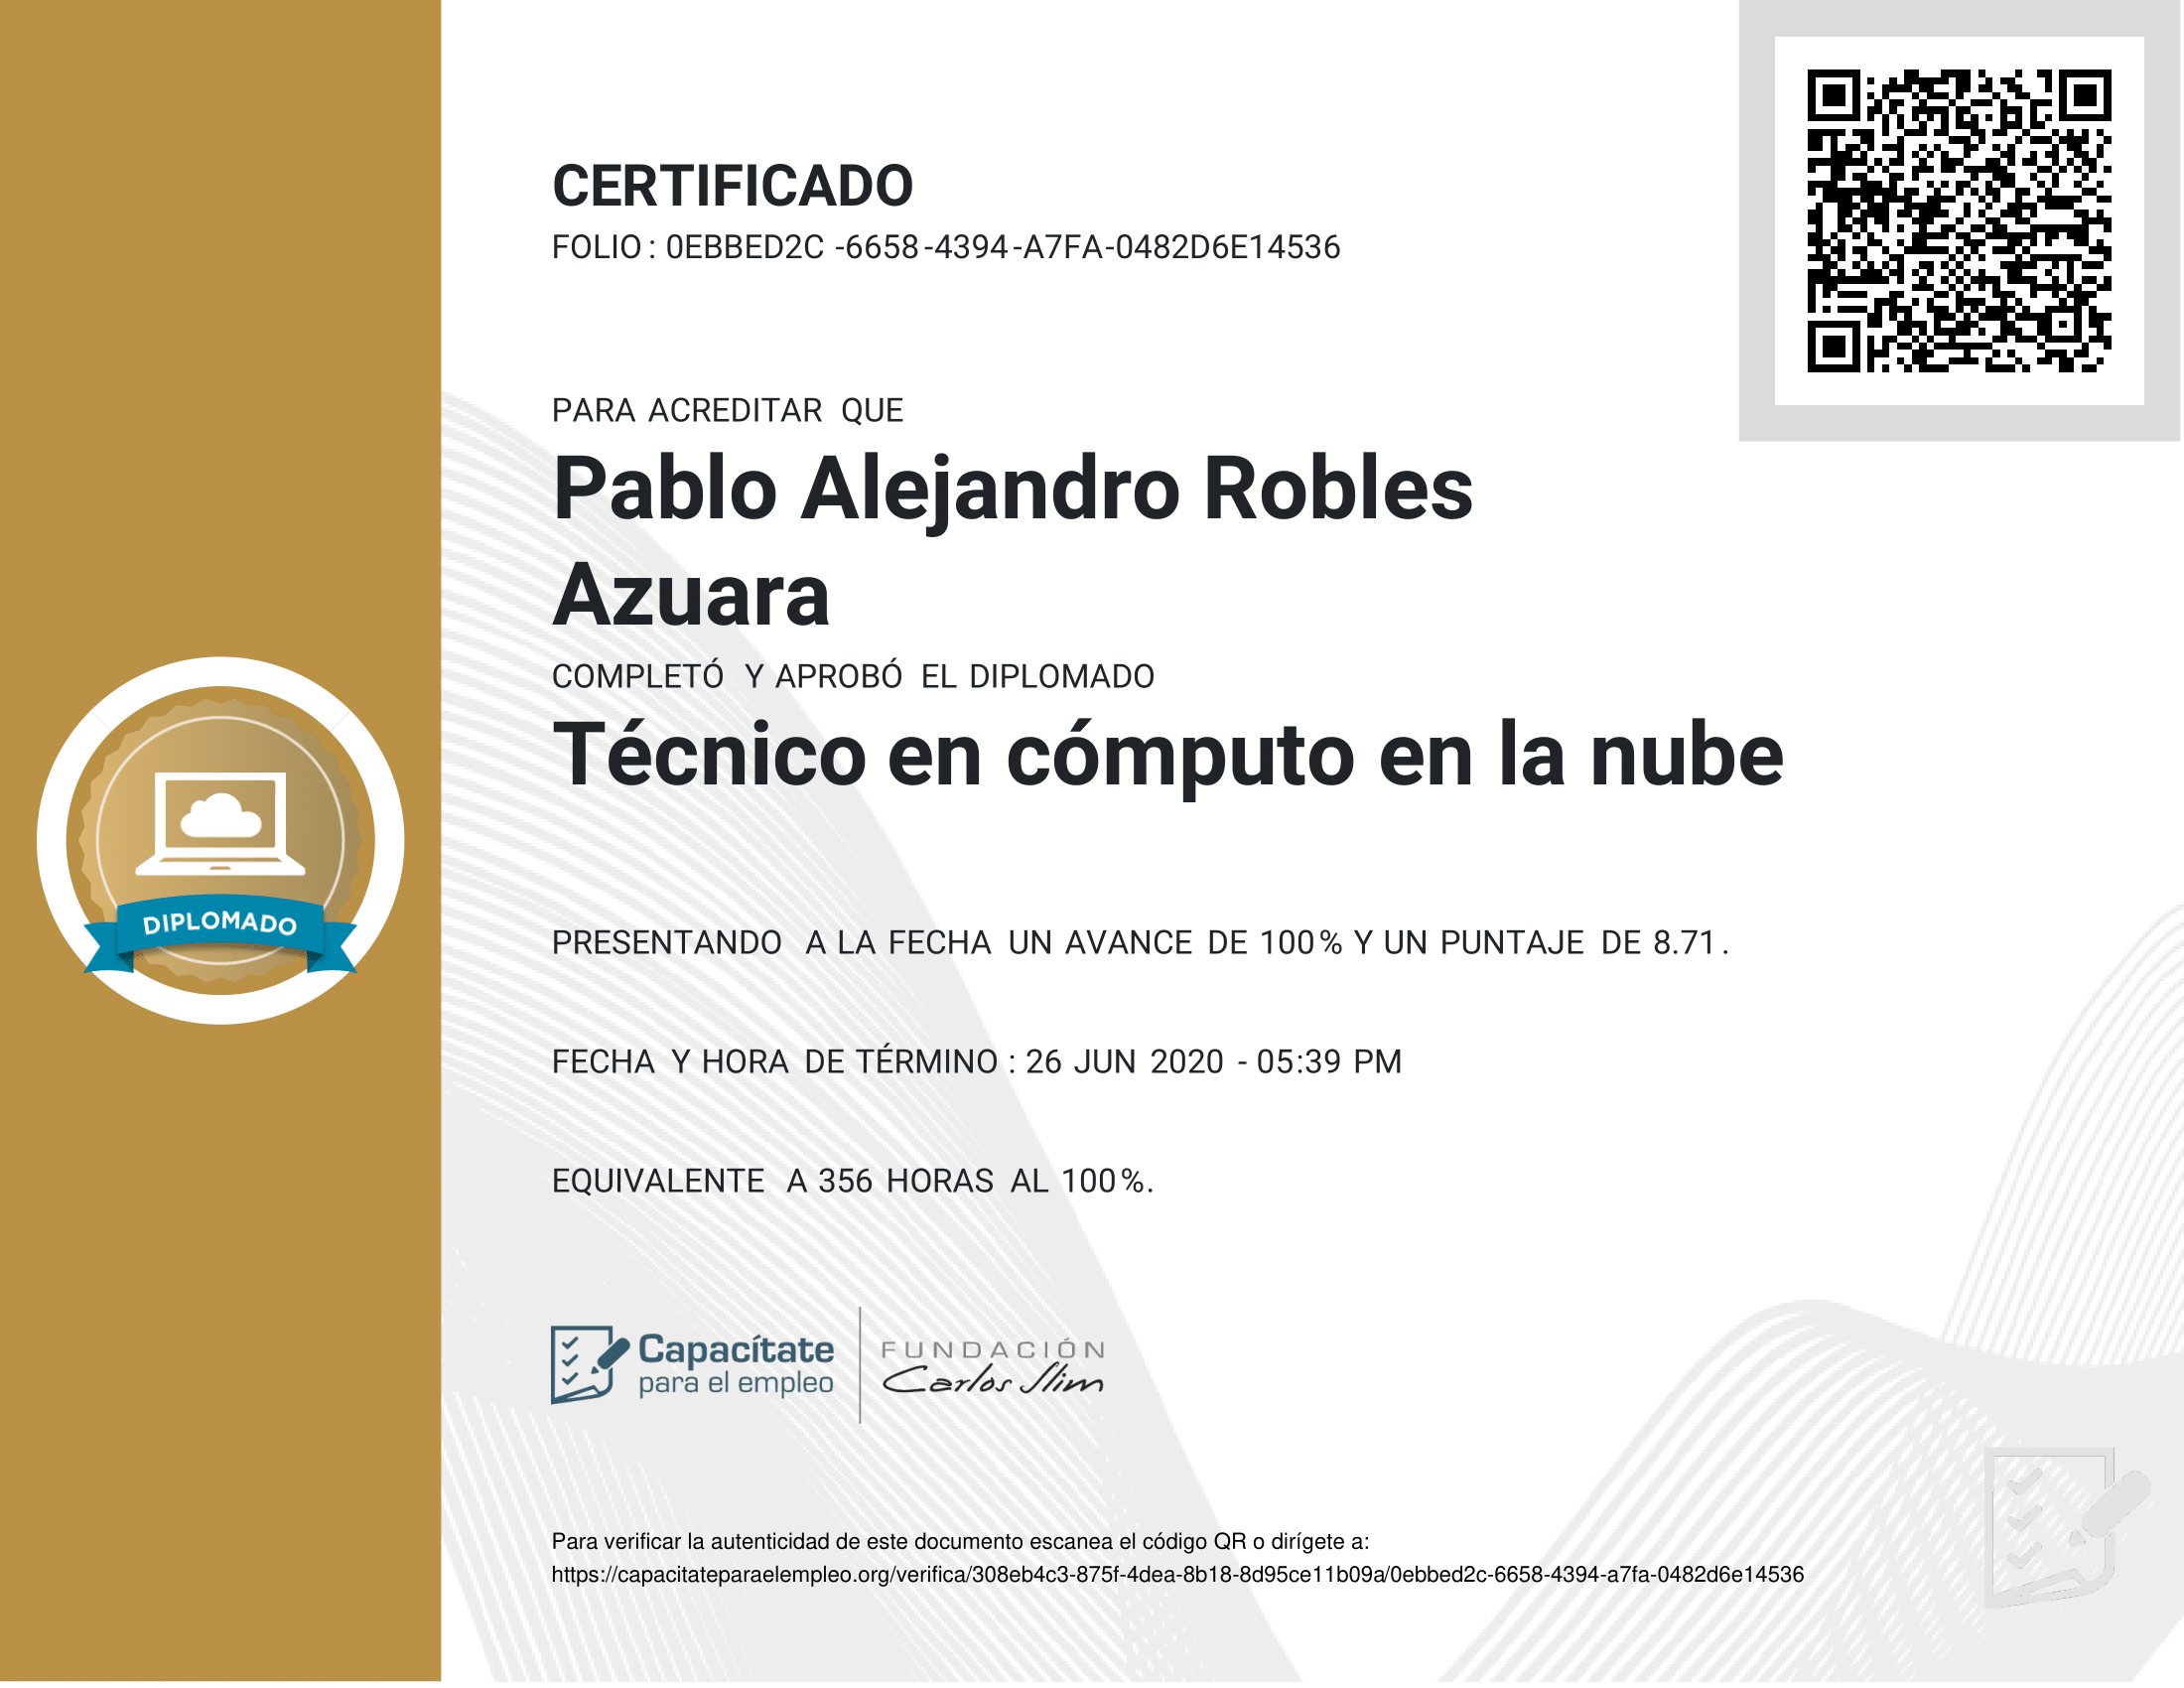 CERTIFICADO
FOLIO : 0EBBED2C -6658 -4394 -A7FA-0482D6E14536
PARA ACREDITAR QUE
Pablo Alejandro Robles
Azuara
COMPLETÓ Y APROBÓ EL DIPLOMADO
Técnico en cómputo en la nube
DIPLOMADO
PRESENTANDO A LA FECHA UN AVANCE DE 100% Y UN PUNTAJE DE 8.71.
FECHA Y HORA DE TÉRMINO : 26 JUN 2020 - 05:39 PM
EQUIVALENTE A 356 HORAS AL 100%.
Capacítate
para el empleo
FUNDACIÓN
Carlos Slim
Para verificar la autenticidad de este documento escanea el código QR o dirígete a:
https://capacitateparaelempleo.org/verifica/308eb4c3-875f-4dea-8b18-8d95ce11b09a/0ebbed2c-6658-4394-a7fa-0482d6e14536